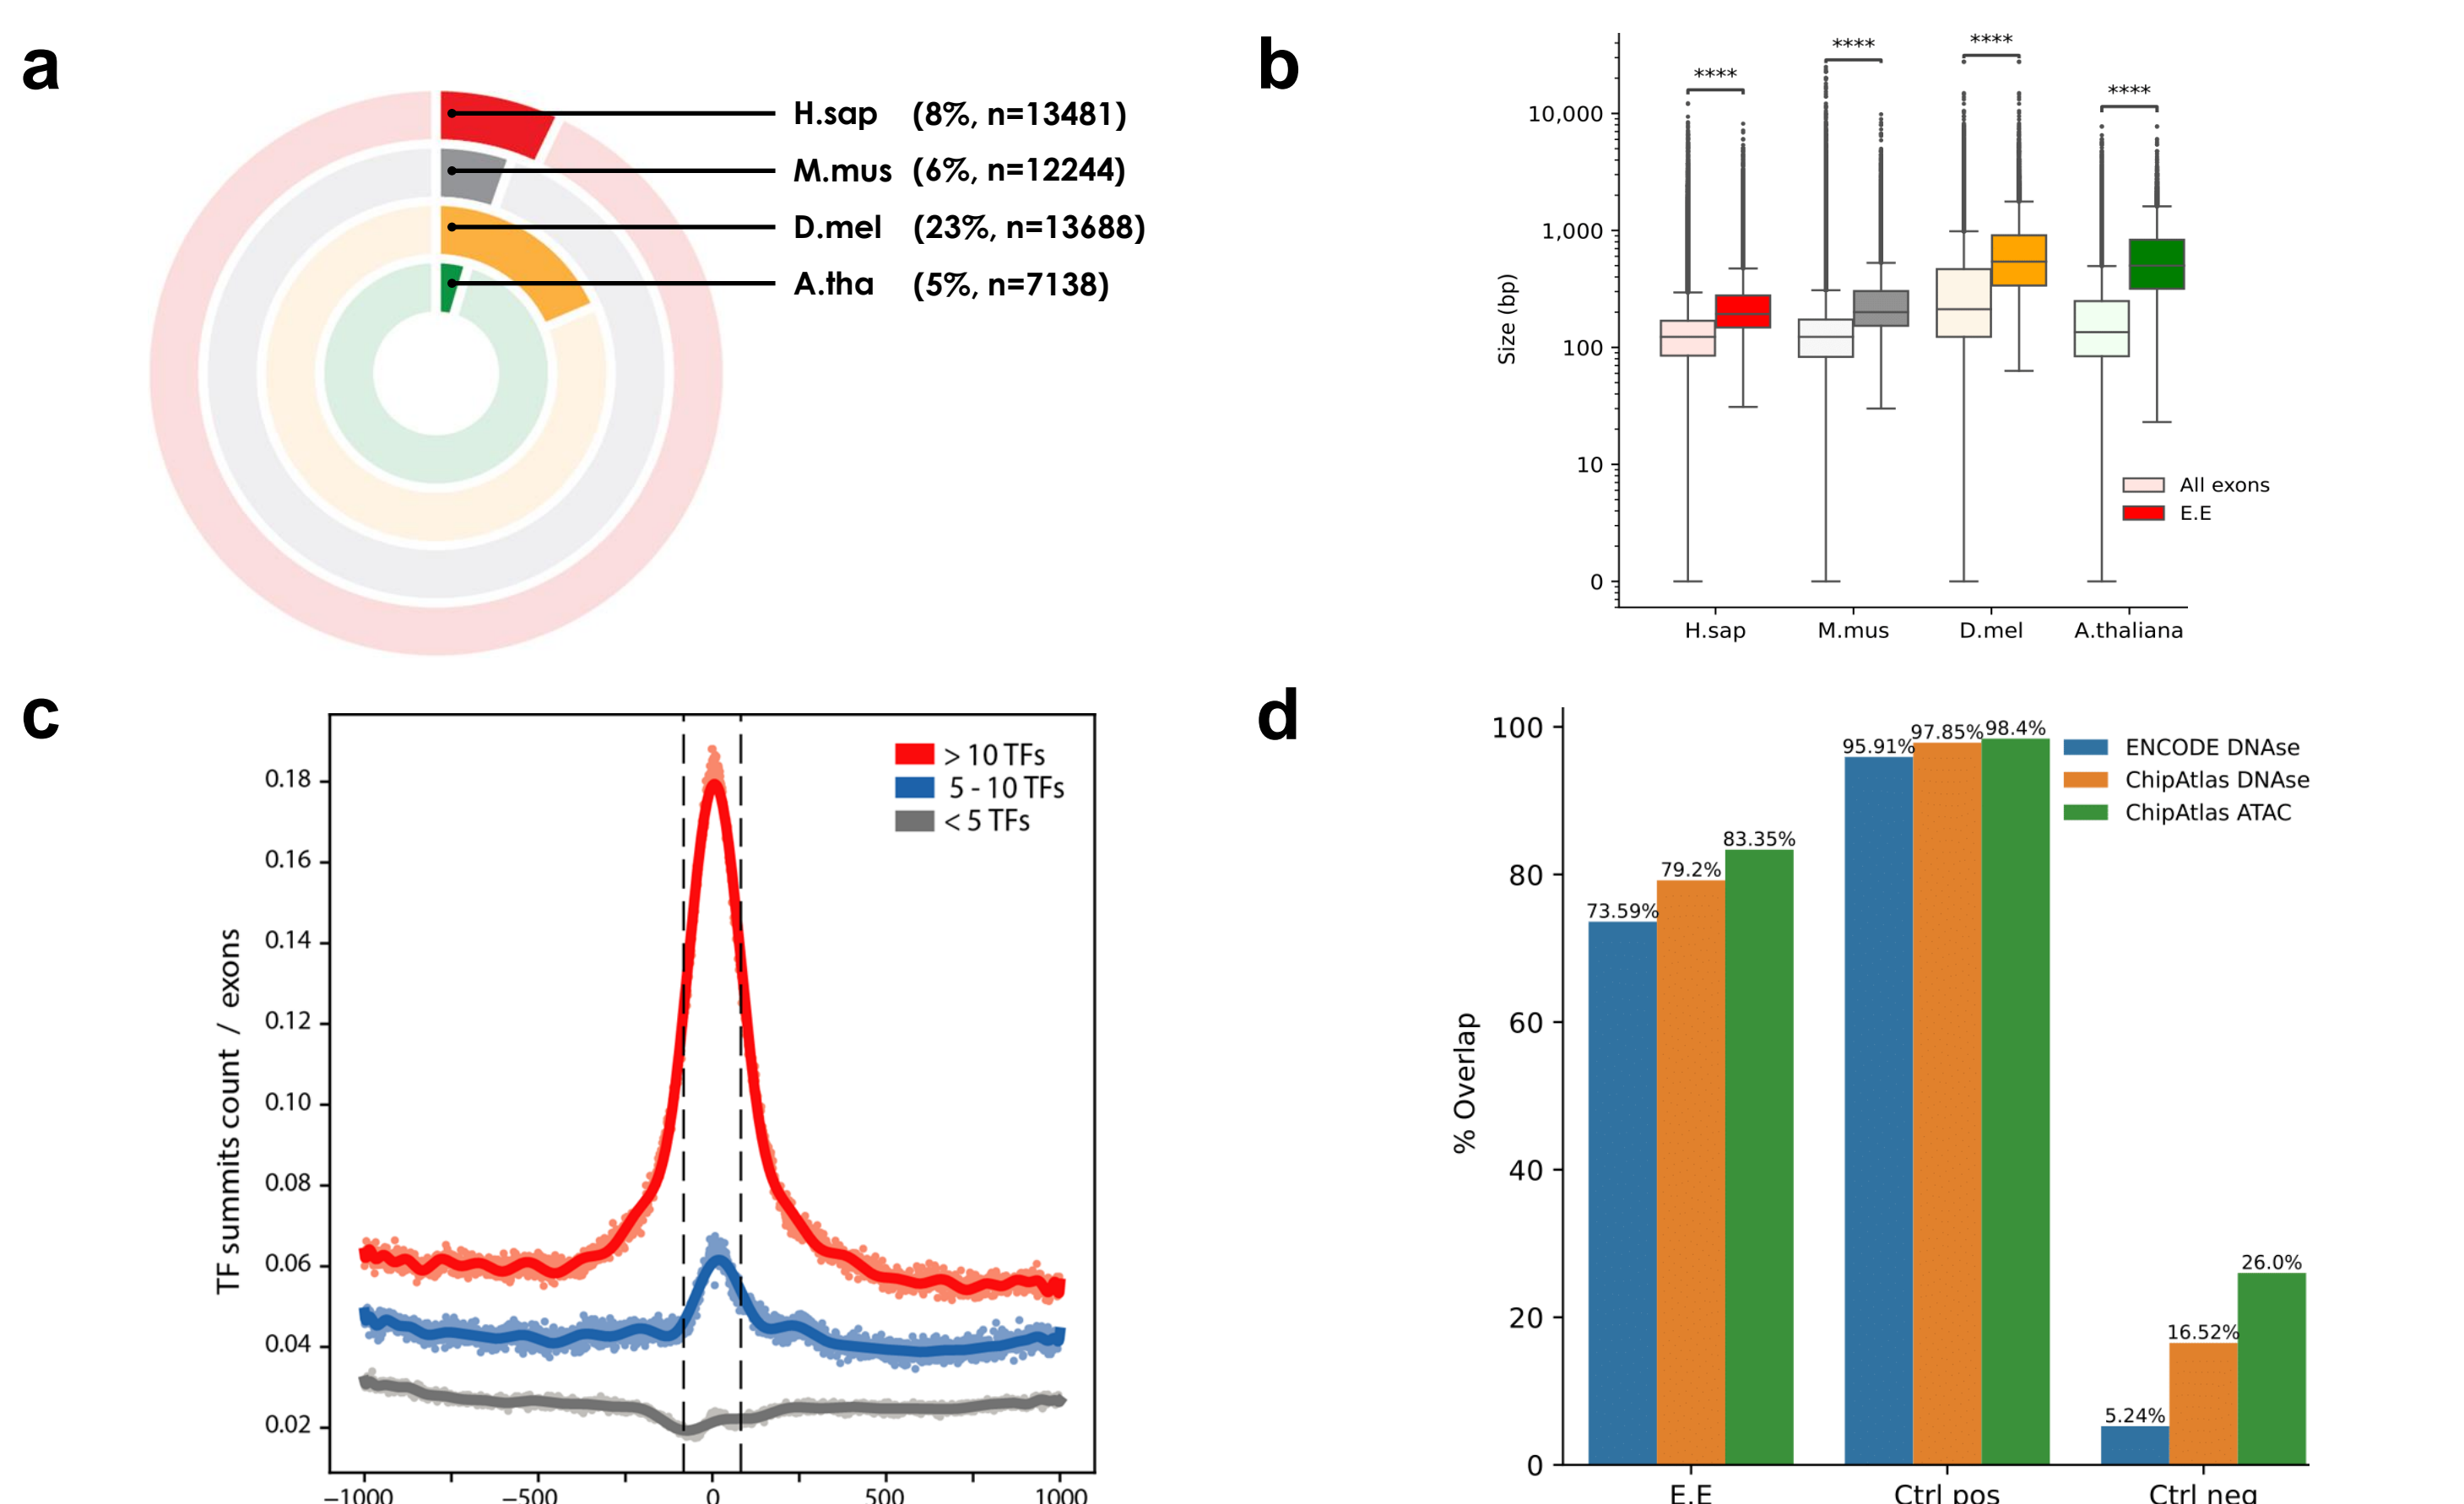 a
H.sap (8%, n=13481)
M.mus (6%, n=12244)
D.mel (23%, n=13688)
A.tha (5%, n=7138)
b
Size (bp)
10,000
1,000
100
10
0
****
****
****
****
All exons
E.E
H.sap M.mus D.mel A.thaliana
c
TF summits count / exons
0.18
0.16
0.14
0.12
0.10
0.08
0.06
0.04
0.02
> 10 TFs
5 - 10 TFs
< 5 TFs
−1000 −500 0 500 1000
d
% Overlap
100
80
60
40
20
0
73.59% 79.2% 83.35%
95.91% 97.85% 98.4%
5.24% 16.52% 26.0%
ENCODE DNAse
ChipAtlas DNAse
ChipAtlas ATAC
E.E Ctrl pos Ctrl neg